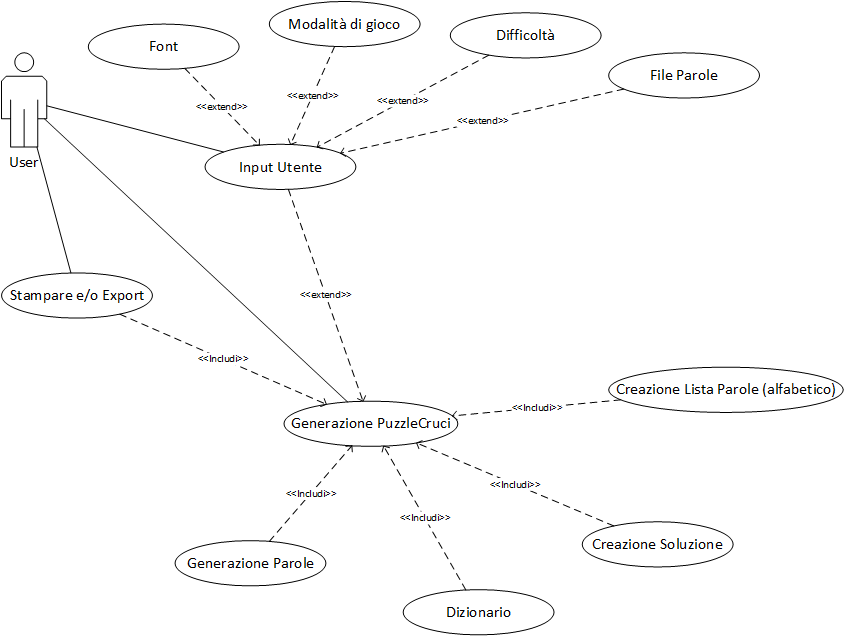 Modalità di gioco
Difficoltà
Font
File Parole
<<extend>>
<<extend>>
<<extend>>
<<extend>>
User
Input Utente
Stampare e/o Export
<<extend>>
<<Includi>>
Creazione Lista Parole (alfabetico)
<<Includi>>
Generazione PuzzleCruci
<<Includi>>
<<Includi>>
<<Includi>>
Creazione Soluzione
Generazione Parole
Dizionario